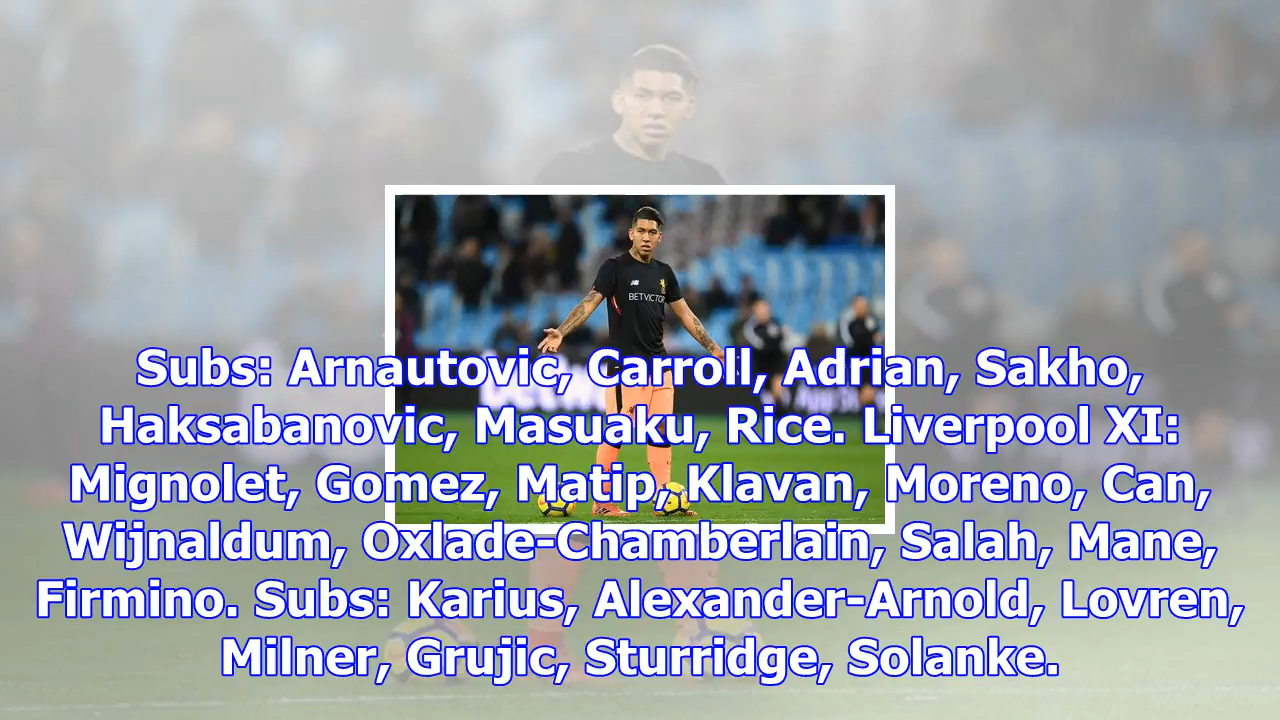 BETVICTOR
Subs: Arnautovic, Carroll, Adrian, Sakho,
Haksabanovic, Masuaku, Rice. Liverpool XI:
Mignolet, Gomez, Matip, Klavan, Moreno, Can,
Wijnaldum, Oxlade-Chamberlain, Salah, Mane,
Firmino. Subs: Karius, Alexander-Arnold, Lovren,
Milner, Grujic, Sturridge, Solanke.